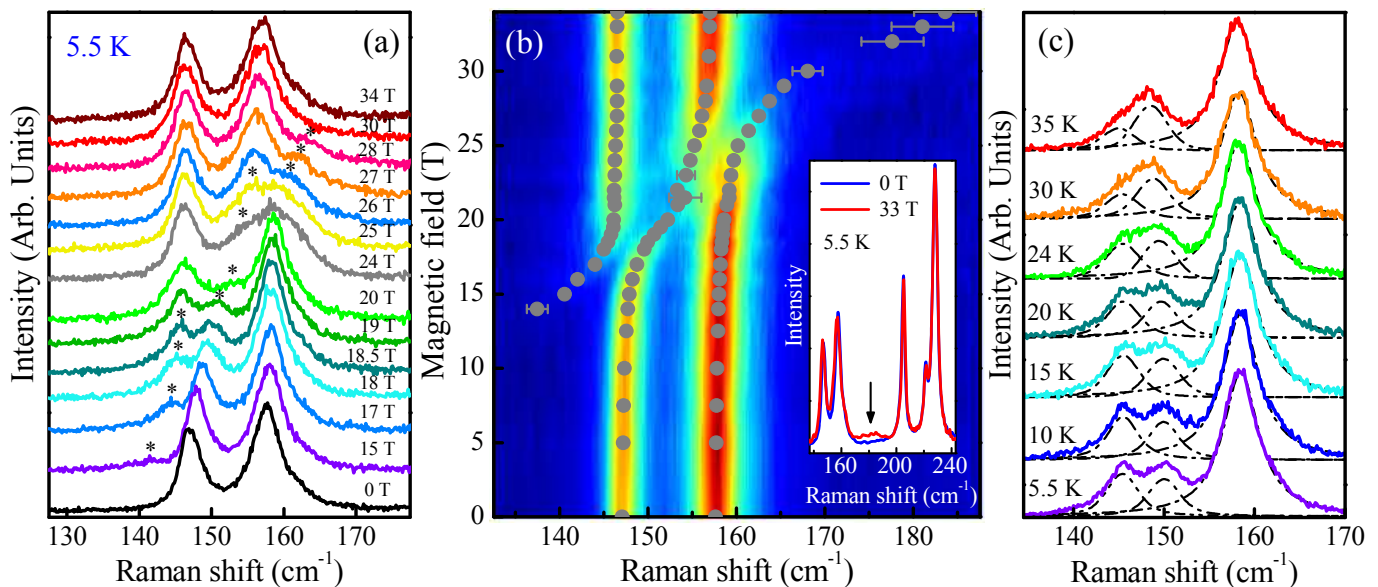 (a)
5.5 K
34 T
30 T
28 T
27 T
26 T
25 T
24 T
20 T
19 T
18.5 T
18 T
17 T
15 T
0 T
*
*
*
*
*
*
*
*
*
*
*
Intensity (Arb. Units)
130 140 150 160 170
Raman shift (cm-1)
(b)
Magnetic field (T)
30
25
20
15
10
5
0
140 150 160 170 180
Raman shift (cm-1)
0 T
33 T
5.5 K
Intensity
160 200 240
Raman shift (cm-1)
(c)
35 K
30 K
24 K
20 K
15 K
10 K
5.5 K
Intensity (Arb. Units)
140 150 160 170
Raman shift (cm-1)